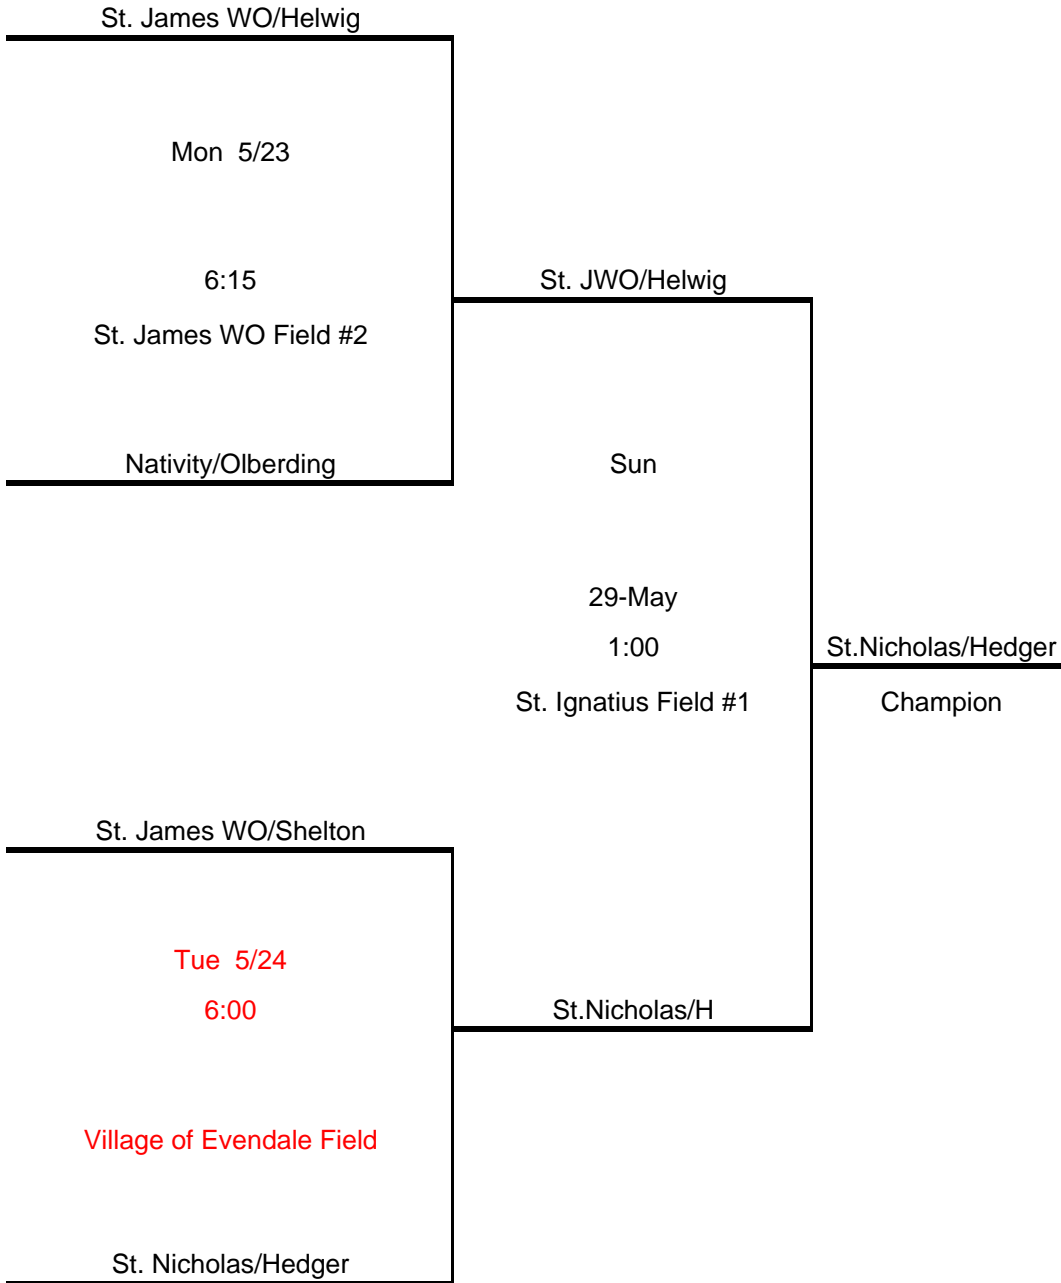 St. James WO/Helwig
Mon 5/23
6:15
St. JWO/Helwig
St. James WO Field #2
Nativity/Olberding
Sun
29-May
1:00
St.Nicholas/Hedger
St. Ignatius Field #1
Champion
St. James WO/Shelton
Tue 5/24
6:00
St.Nicholas/H
Village of Evendale Field
St. Nicholas/Hedger